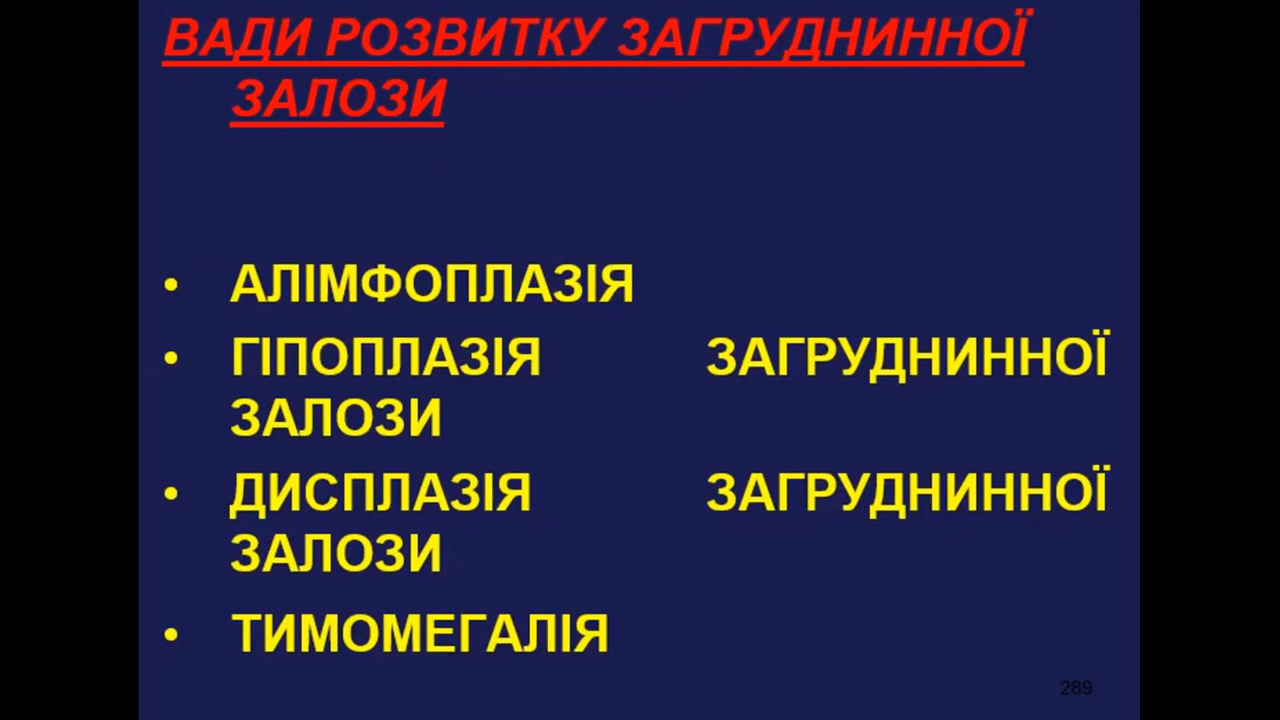 ВАДИ РОЗВИТКУ ЗАГРУДНИННОЇ
ЗАЛОЗИ
• АЛІМФОПЛАЗІЯ
• ГІПОПЛАЗІЯ ЗАГРУДНИННОЇ
ЗАЛОЗИ
• ДИСПЛАЗІЯ ЗАГРУДНИННОЇ
ЗАЛОЗИ
• ТИМОМЕГАЛІЯ
289